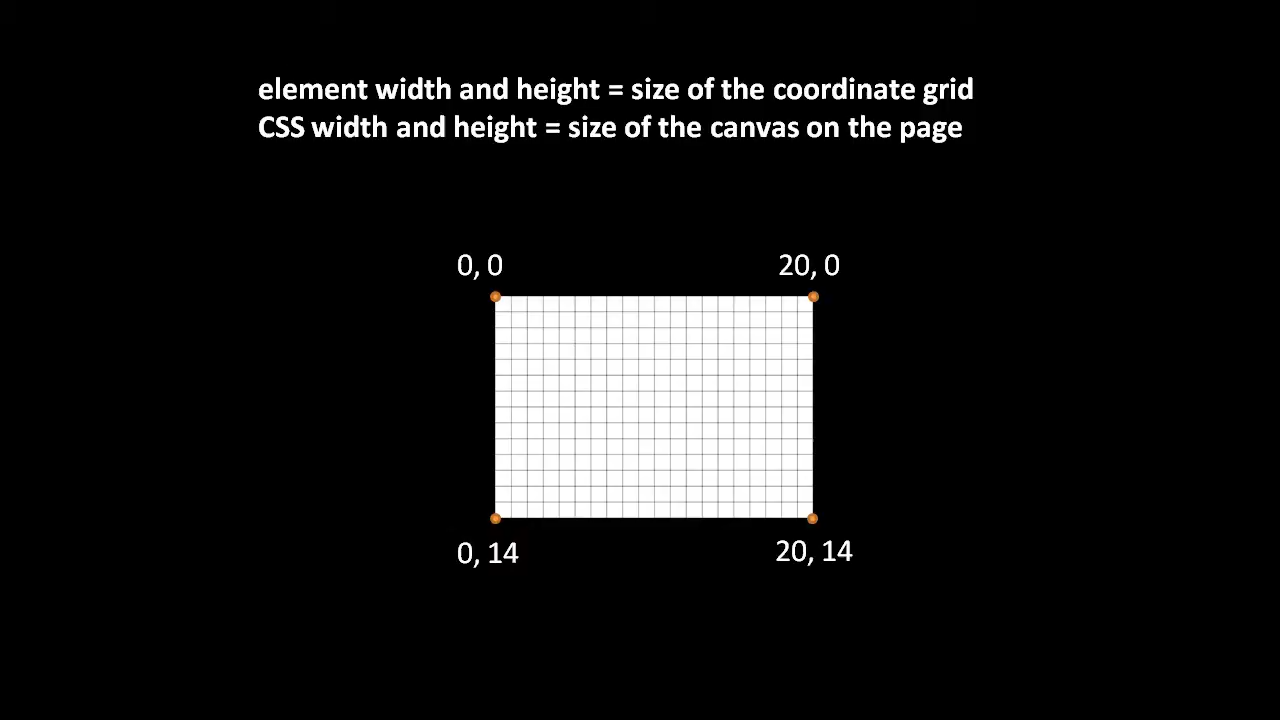 element width and height = size of the coordinate grid
CSS width and height = size of the canvas on the page
0, 0
20, 0
0, 14
20, 14